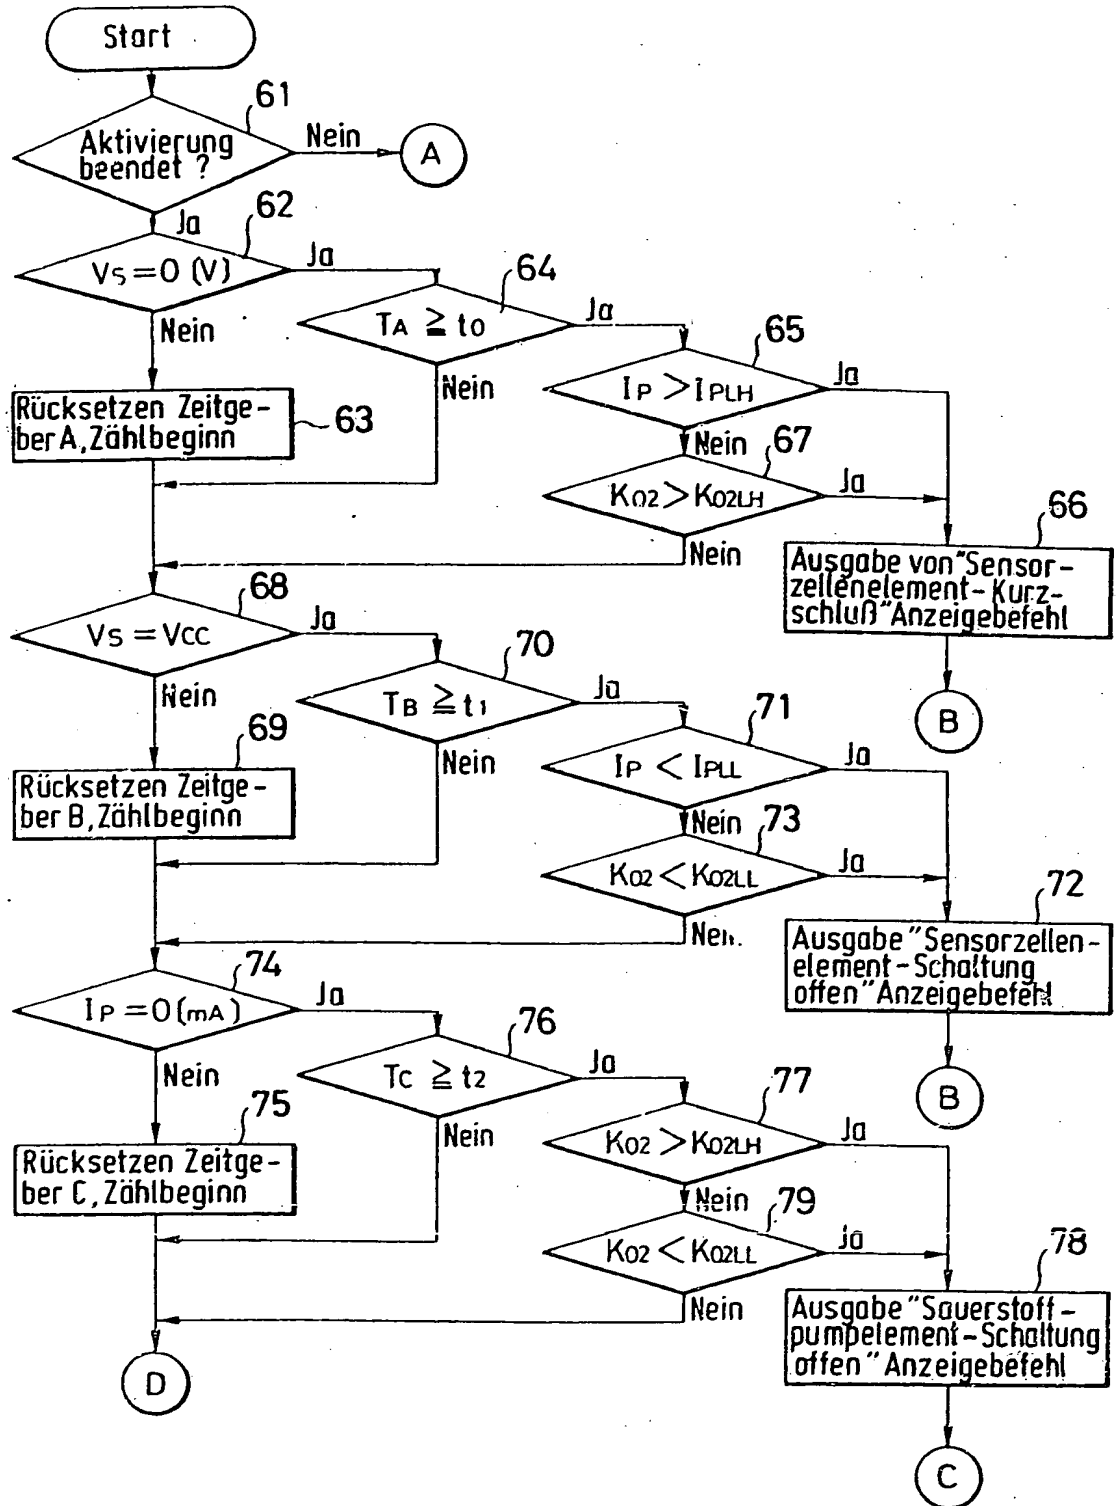 Start
61
Aktivierung
beendet ?
Nein
A
Ja
62
VS=0 (V)
Ja
64
Nein
TA ≧ t0
Ja
65
Nein
IP > IPLH
Ja
Rücksetzen Zeitge-
ber A, Zählbeginn
63
Nein
67
KO2 > KO2LH
Ja
66
Nein
Ausgabe von "Sensor-
zellenelement-Kurz-
schluß" Anzeigebefehl
68
VS = VCC
Ja
70
B
Nein
TB ≧ t1
Ja
71
69
Nein
IP < IPLL
Ja
Rücksetzen Zeitge-
ber B, Zählbeginn
Nein
73
KO2 < KO2LL
Ja
72
Ausgabe "Sensorzellen-
element-Schaltung
offen" Anzeigebefehl
74
IP = 0 (mA)
Ja
76
Nein
TC ≧ t2
Ja
77
B
75
Nein
KO2 > KO2LH
Ja
Rücksetzen Zeitge-
ber C, Zählbeginn
Nein
79
KO2 < KO2LL
Ja
78
Nein
Ausgabe "Sauerstoff-
pumpelement-Schaltung
offen" Anzeigebefehl
D
C